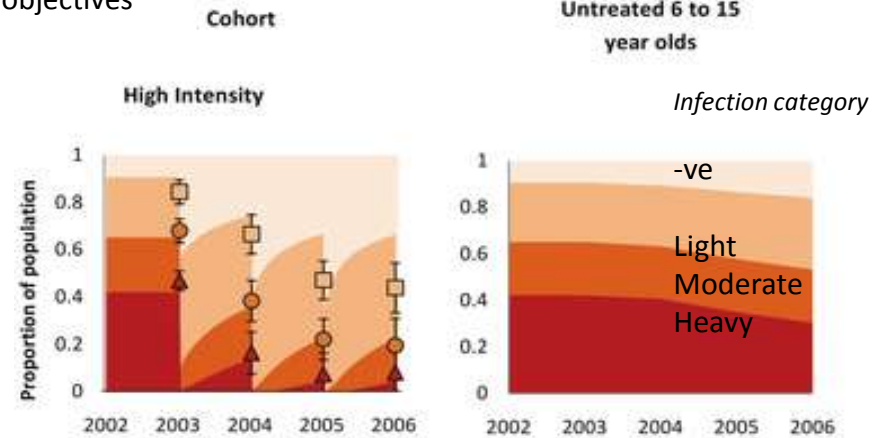 objectives
Cohort
Untreated 6 to 15
year olds
High Intensity
Infection category
Proportion of population
1
0.8
0.6
0.4
0.2
0
2002 2003 2004 2005 2006
1
0.8
0.6
0.4
0.2
0
-ve
Light
Moderate
Heavy
2002 2003 2004 2005 2006